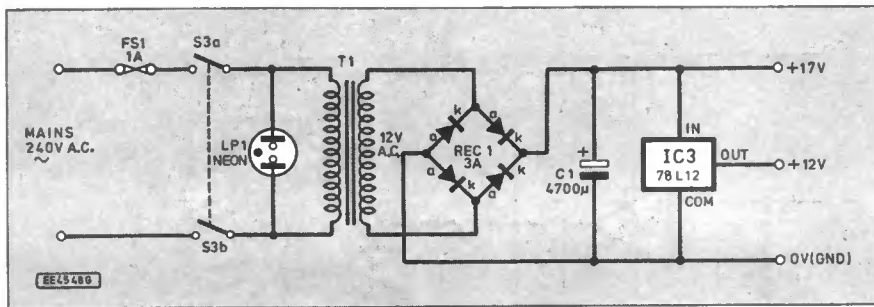 FS1
1A
S3a
T1
+17V
MAINS
240V A.C.
~
LP1
NEON
12V
A.C.
a
k
a
k
REC 1
3A
a
k
a
k
+
C1
4700μ
IN
IC3
78L12
OUT
COM
+12V
S3b
0V(GND)
EE4548G